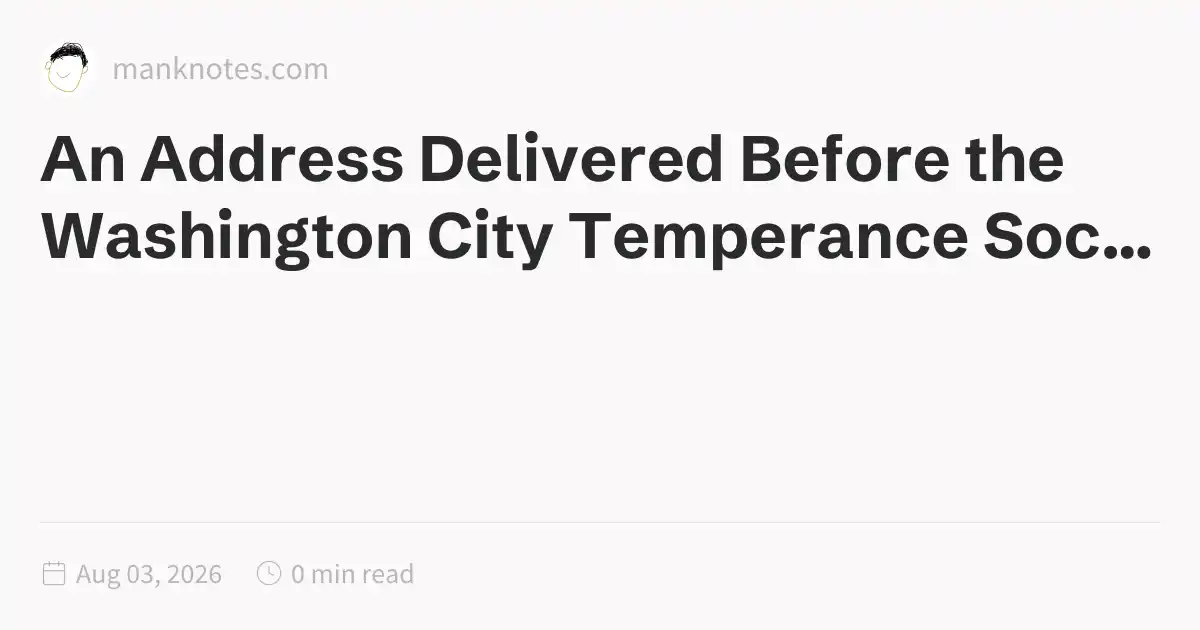 manknotes.com
An Address Delivered Before the
Washington City Temperance Soc...
Aug 03, 2026 0 min read